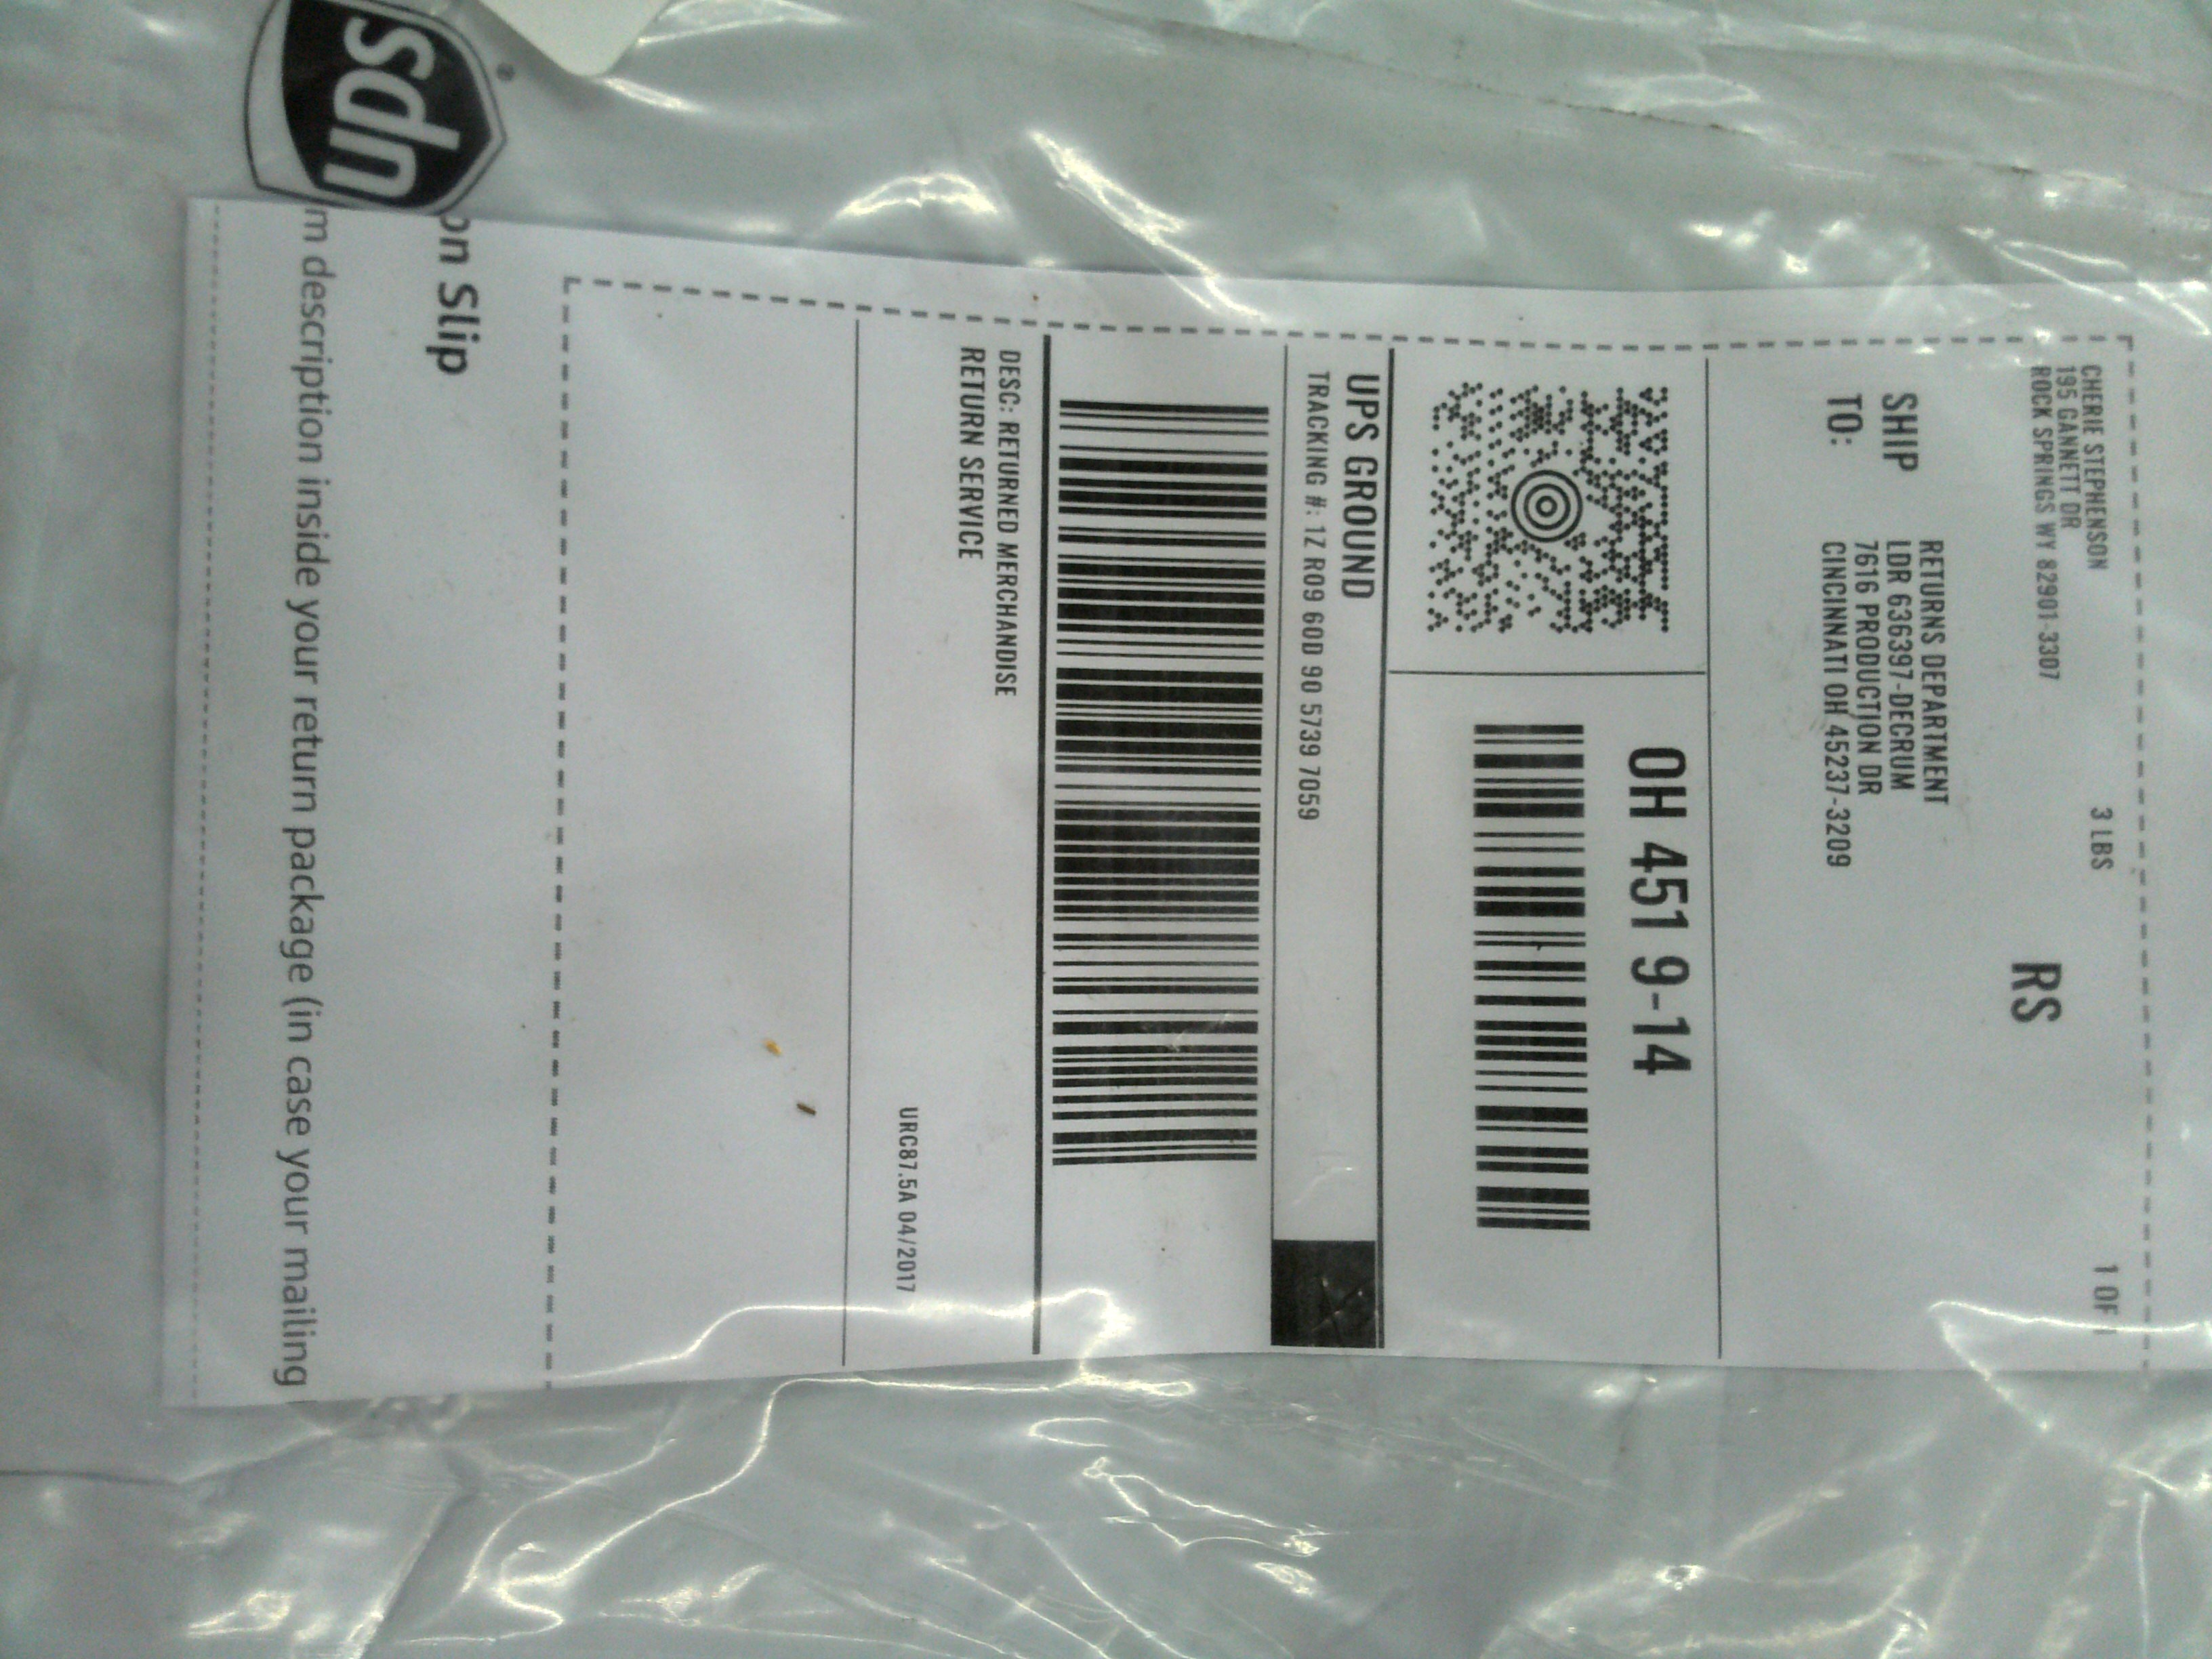 CHERIE STEPHENSON
195 GANNETT DR
ROCK SPRINGS WY 82901-3307
3 LBS
1 OF 1
RS
SHIP
TO:
RETURNS DEPARTMENT
LDR 63697-DECRUM
7616 PRODUCTION DR
CINCINNATI OH 45237-3209
OH 451 9-14
UPS GROUND
TRACKING #: 1Z R09 60D 90 5739 7059
DESC: RETURNED MERCHANDISE
RETURN SERVICE
URC87.5A 04/2017
on Slip
m description inside your return package (in case your mailing
ups
®